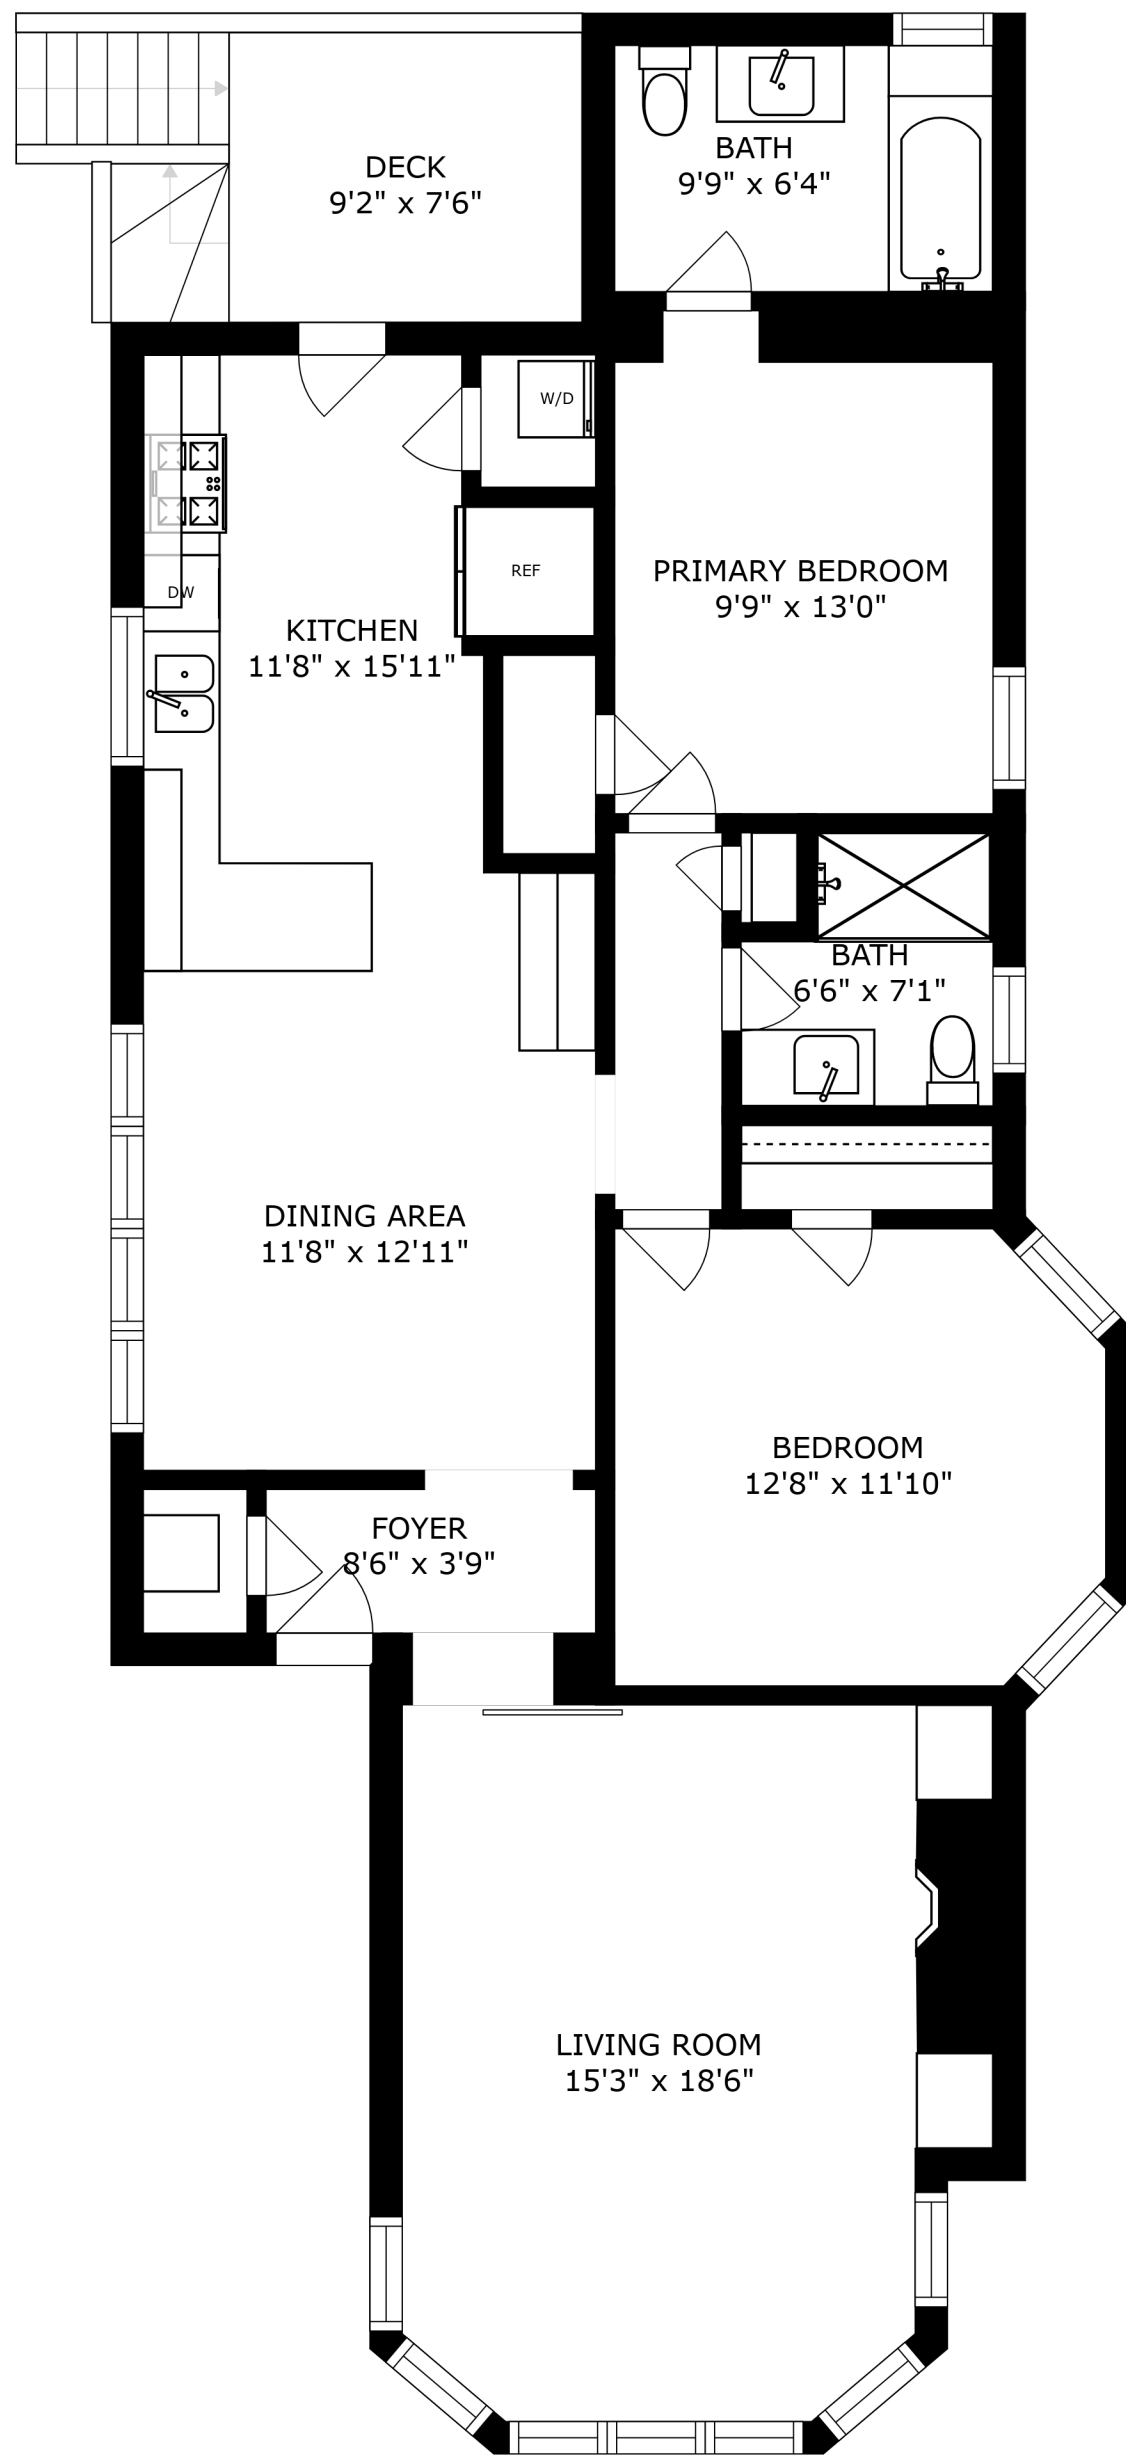 DECK
9'2" x 7'6"
BATH
9'9" x 6'4"
W/D
REF
DW
KITCHEN
11'8" x 15'11"
PRIMARY BEDROOM
9'9" x 13'0"
BATH
6'6" x 7'1"
DINING AREA
11'8" x 12'11"
BEDROOM
12'8" x 11'10"
FOYER
8'6" x 3'9"
LIVING ROOM
15'3" x 18'6"